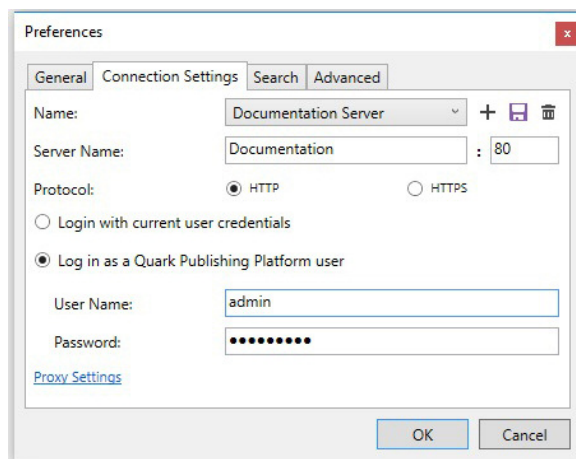 Preferences
x
General Connection Settings Search Advanced
Name: Documentation Server
Server Name: Documentation : 80
Protocol: HTTP HTTPS
Login with current user credentials
Log in as a Quark Publishing Platform user
User Name: admin
Password: •••••••••
Proxy Settings
OK Cancel